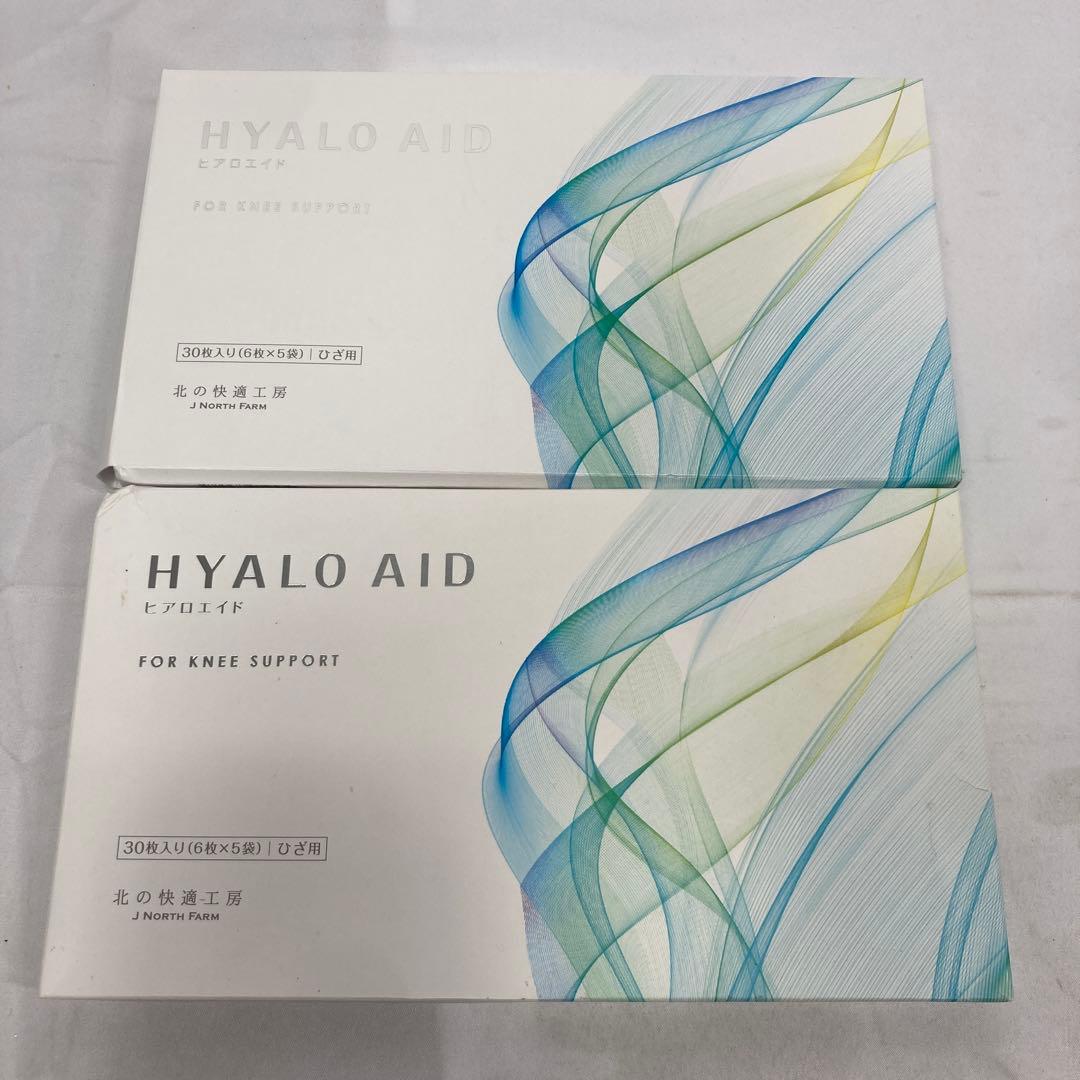 HYALO AID
ヒアロエイド
FOR KNEE SUPPORT
30枚入り(6枚×5袋)|ひざ用
北の快適工房
J NORTH FARM
HYALO AID
ヒアロエイド
FOR KNEE SUPPORT
30枚入り(6枚×5袋)|ひざ用
北の快適工房
J NORTH FARM